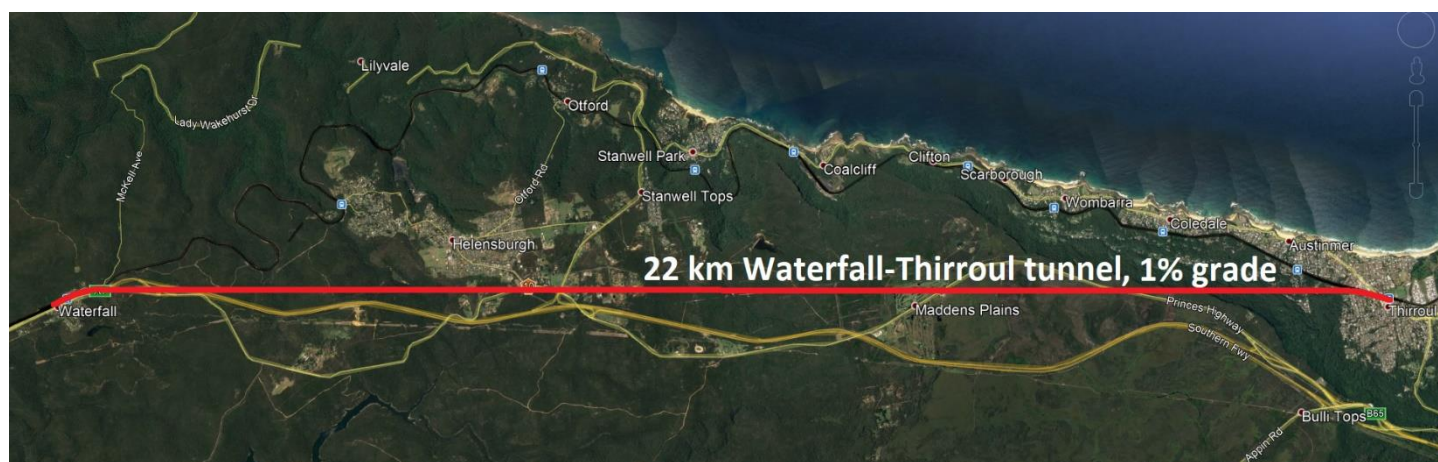 Lilyvale
Lady Wakehurst Dr
McKell Ave
Otford
Otford Rd
Stanwell Park
Stanwell Tops
Coalcliff
Clifton
Scarborough
Wombarra
Coledale
Austinmer
Helensburgh
22 km Waterfall-Thirroul tunnel, 1% grade
Waterfall
Maddens Plains
Princes Highway
Southern Fwy
Thirroul
Bulli Tops
B65
Appin Rd